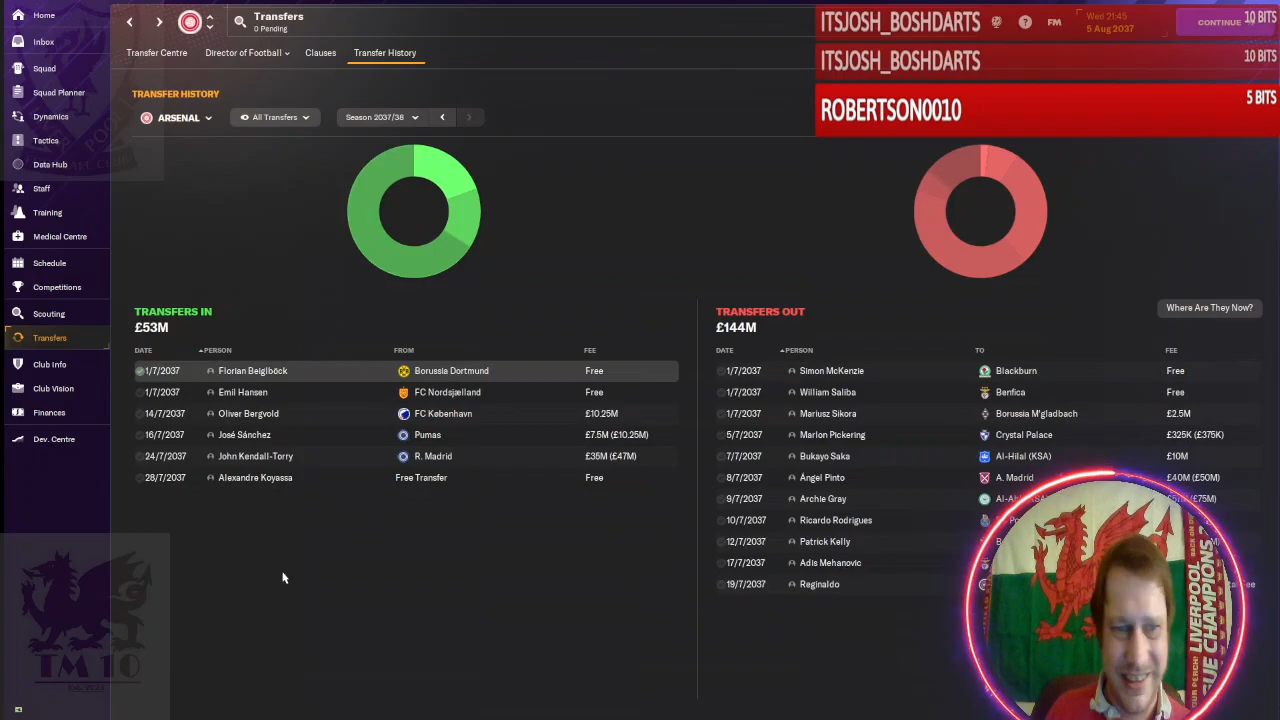 Home
Inbox
Squad
Squad Planner
Dynamics
Tactics
Data Hub
Staff
Training
Medical Centre
Schedule
Competitions
Scouting
Transfers
Club Info
Club Vision
Finances
Dev. Centre
Transfers
0 Pending
FM
Wed 21:45
5 Aug 2037
CONTINUE
ITSJOSH_BOSHDARTS 10 BITS
ITSJOSH_BOSHDARTS 10 BITS
ROBERTSON0010 5 BITS
Transfer Centre Director of Football Clauses Transfer History
TRANSFER HISTORY
ARSENAL All Transfers Season 2037/38
TRANSFERS IN
£53M
DATE PERSON FROM FEE
1/7/2037 Florian Beiglböck Borussia Dortmund Free
1/7/2037 Emil Hansen FC Nordsjælland Free
14/7/2037 Oliver Bergvold FC København £10.25M
16/7/2037 José Sánchez Pumas £7.5M (£10.25M)
24/7/2037 John Kendall-Torry R. Madrid £35M (£47M)
28/7/2037 Alexandre Koyassa Free Transfer Free
TRANSFERS OUT
£144M
Where Are They Now?
DATE PERSON TO FEE
1/7/2037 Simon McKenzie Blackburn Free
1/7/2037 William Saliba Benfica Free
1/7/2037 Mariusz Sikora Borussia M'gladbach £2.5M
5/7/2037 Marlon Pickering Crystal Palace £325K (£375K)
7/7/2037 Bukayo Saka Al-Hilal (KSA) £10M
8/7/2037 Ángel Pinto A. Madrid £40M (£50M)
9/7/2037 Archie Gray
10/7/2037 Ricardo Rodrigues
12/7/2037 Patrick Kelly
17/7/2037 Adis Mehanovic
19/7/2037 Reginaldo
TM 10
LIVERPOOL
CHAMPIONS